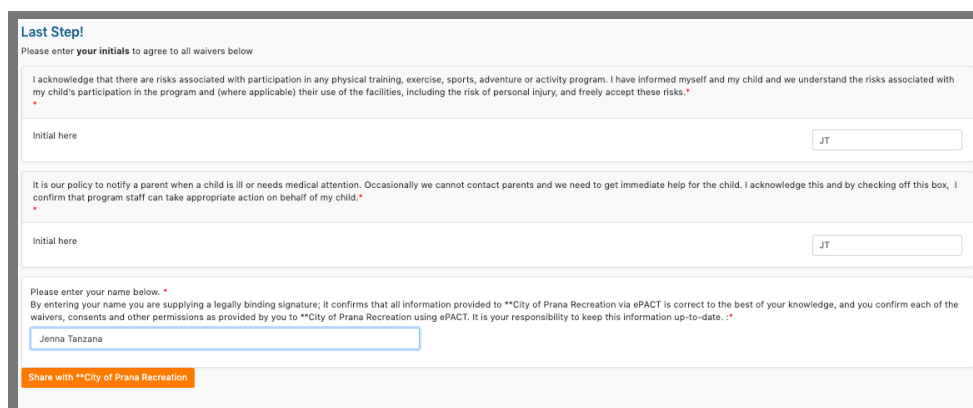 Last Step!
Please enter your initials to agree to all waivers below
I acknowledge that there are risks associated with participation in any physical training, exercise, sports, adventure or activity program. I have informed myself and my child and we understand the risks associated with
my child's participation in the program and (where applicable) their use of the facilities, including the risk of personal injury, and freely accept these risks.*
*
Initial here
JT
It is our policy to notify a parent when a child is ill or needs medical attention. Occasionally we cannot contact parents and we need to get immediate help for the child. I acknowledge this and by checking off this box, I
confirm that program staff can take appropriate action on behalf of my child.*
*
Initial here
JT
Please enter your name below. *
By entering your name you are supplying a legally binding signature; it confirms that all information provided to **City of Prana Recreation via ePACT is correct to the best of your knowledge, and you confirm each of the
waivers, consents and other permissions as provided by you to **City of Prana Recreation using ePACT. It is your responsibility to keep this information up-to-date. :*
Jenna Tanzana
Share with **City of Prana Recreation